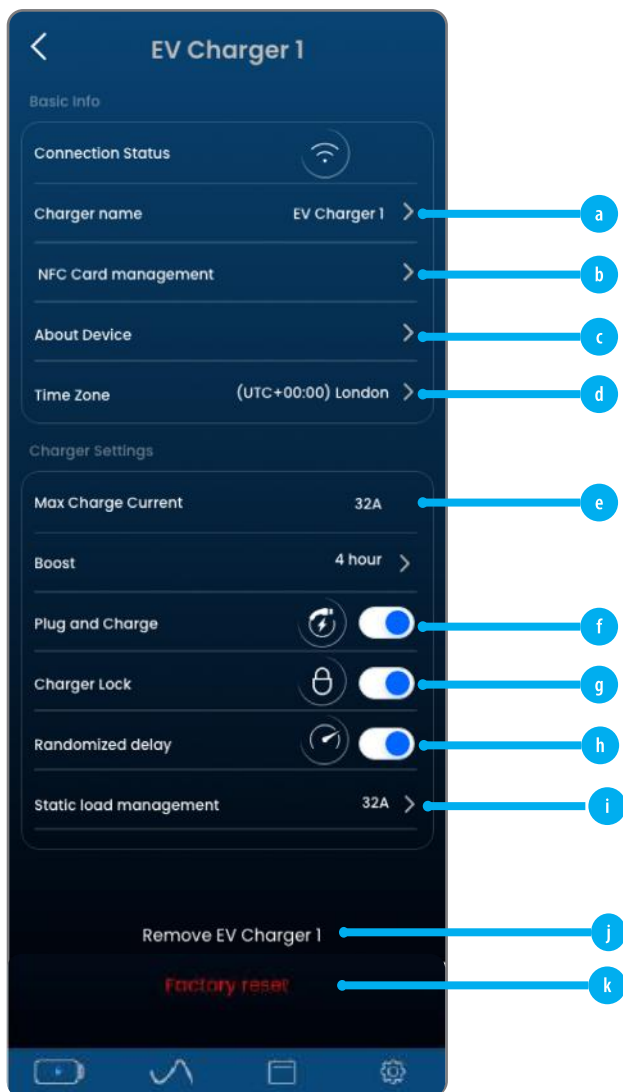 EV Charger 1
Basic Info
Connection Status
Charger name EV Charger 1 a
NFC Card management b
About Device c
Time Zone (UTC+00:00) London d
Charger Settings
Max Charge Current 32A e
Boost 4 hour
Plug and Charge f
Charger Lock g
Randomized delay h
Static load management 32A i
Remove EV Charger 1 j
Factory reset k